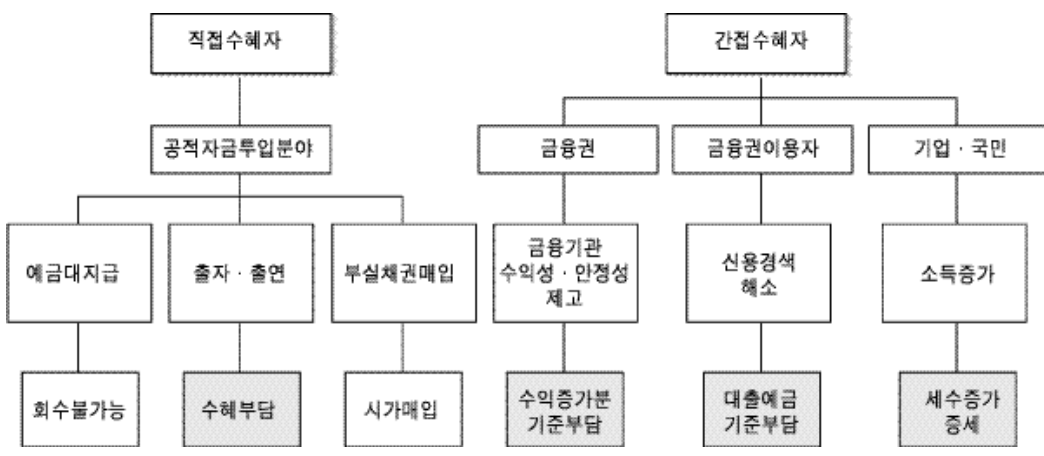 직접수혜자
간접수혜자
공적자금투입분야
금융권
금융권이용자
기업 · 국민
예금대지급
출자 · 출연
부실채권매입
금융기관
수익성 · 안정성
제고
신용경색
해소
소득증가
회수불가능
수혜부담
시가매입
수익증가분
기준부담
대출예금
기준부담
세수증가
증세